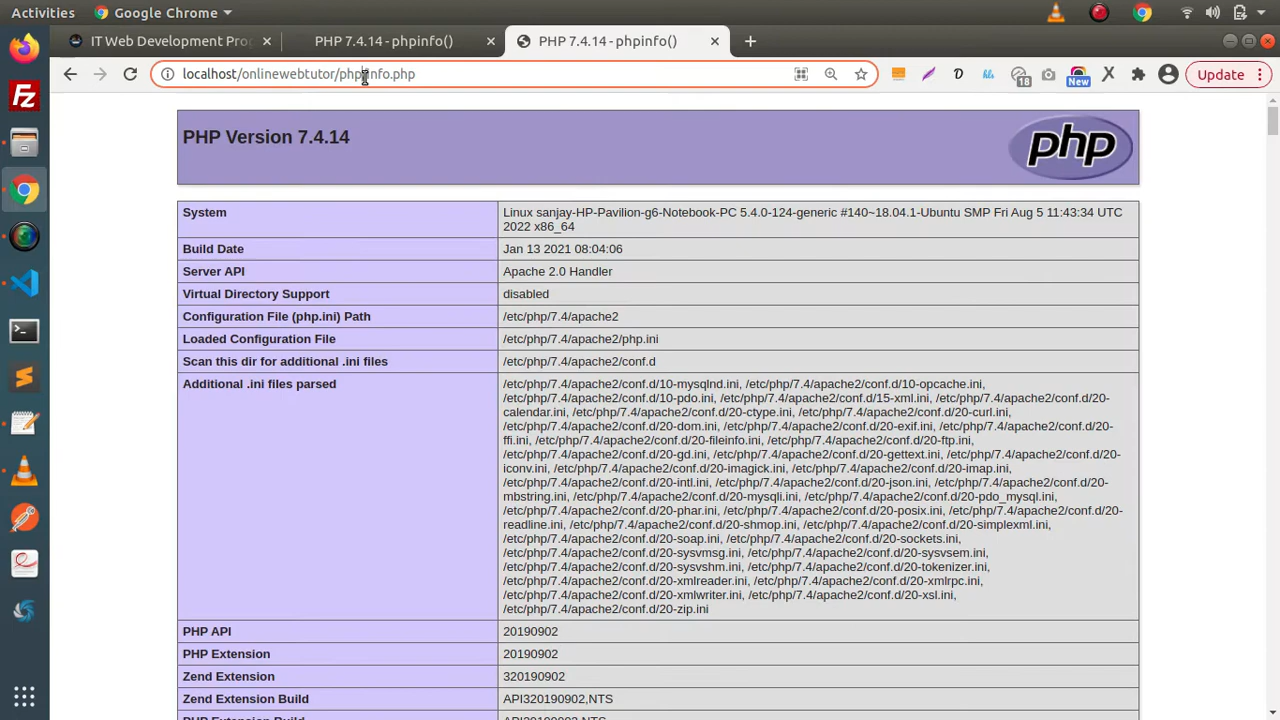 Activities
Google Chrome
IT Web Development Pro
PHP 7.4.14 - phpinfo()
PHP 7.4.14 - phpinfo()
localhost/onlinewebtutor/phpinfo.php
18
New
Update
PHP Version 7.4.14
php
System
Linux sanjay-HP-Pavilion-g6-Notebook-PC 5.4.0-124-generic #140~18.04.1-Ubuntu SMP Fri Aug 5 11:43:34 UTC
2022 x86_64
Build Date
Jan 13 2021 08:04:06
Server API
Apache 2.0 Handler
Virtual Directory Support
disabled
Configuration File (php.ini) Path
/etc/php/7.4/apache2
Loaded Configuration File
/etc/php/7.4/apache2/php.ini
Scan this dir for additional .ini files
/etc/php/7.4/apache2/conf.d
Additional .ini files parsed
/etc/php/7.4/apache2/conf.d/10-mysqlnd.ini, /etc/php/7.4/apache2/conf.d/10-opcache.ini,
/etc/php/7.4/apache2/conf.d/10-pdo.ini, /etc/php/7.4/apache2/conf.d/15-xml.ini, /etc/php/7.4/apache2/conf.d/20-
calendar.ini, /etc/php/7.4/apache2/conf.d/20-ctype.ini, /etc/php/7.4/apache2/conf.d/20-curl.ini,
/etc/php/7.4/apache2/conf.d/20-dom.ini, /etc/php/7.4/apache2/conf.d/20-exif.ini, /etc/php/7.4/apache2/conf.d/20-
ffi.ini, /etc/php/7.4/apache2/conf.d/20-fileinfo.ini, /etc/php/7.4/apache2/conf.d/20-ftp.ini,
/etc/php/7.4/apache2/conf.d/20-gd.ini, /etc/php/7.4/apache2/conf.d/20-gettext.ini, /etc/php/7.4/apache2/conf.d/20-
iconv.ini, /etc/php/7.4/apache2/conf.d/20-imagick.ini, /etc/php/7.4/apache2/conf.d/20-imap.ini,
/etc/php/7.4/apache2/conf.d/20-intl.ini, /etc/php/7.4/apache2/conf.d/20-json.ini, /etc/php/7.4/apache2/conf.d/20-
mbstring.ini, /etc/php/7.4/apache2/conf.d/20-mysqli.ini, /etc/php/7.4/apache2/conf.d/20-pdo_mysql.ini,
/etc/php/7.4/apache2/conf.d/20-phar.ini, /etc/php/7.4/apache2/conf.d/20-posix.ini, /etc/php/7.4/apache2/conf.d/20-
readline.ini, /etc/php/7.4/apache2/conf.d/20-shmop.ini, /etc/php/7.4/apache2/conf.d/20-simplexml.ini,
/etc/php/7.4/apache2/conf.d/20-soap.ini, /etc/php/7.4/apache2/conf.d/20-sockets.ini,
/etc/php/7.4/apache2/conf.d/20-sysvmsg.ini, /etc/php/7.4/apache2/conf.d/20-sysvsem.ini,
/etc/php/7.4/apache2/conf.d/20-sysvshm.ini, /etc/php/7.4/apache2/conf.d/20-tokenizer.ini,
/etc/php/7.4/apache2/conf.d/20-xmlreader.ini, /etc/php/7.4/apache2/conf.d/20-xmlrpc.ini,
/etc/php/7.4/apache2/conf.d/20-xmlwriter.ini, /etc/php/7.4/apache2/conf.d/20-xsl.ini,
/etc/php/7.4/apache2/conf.d/20-zip.ini
PHP API
20190902
PHP Extension
20190902
Zend Extension
320190902
Zend Extension Build
API320190902,NTS
PHP Extension Build
API20190902,NTS